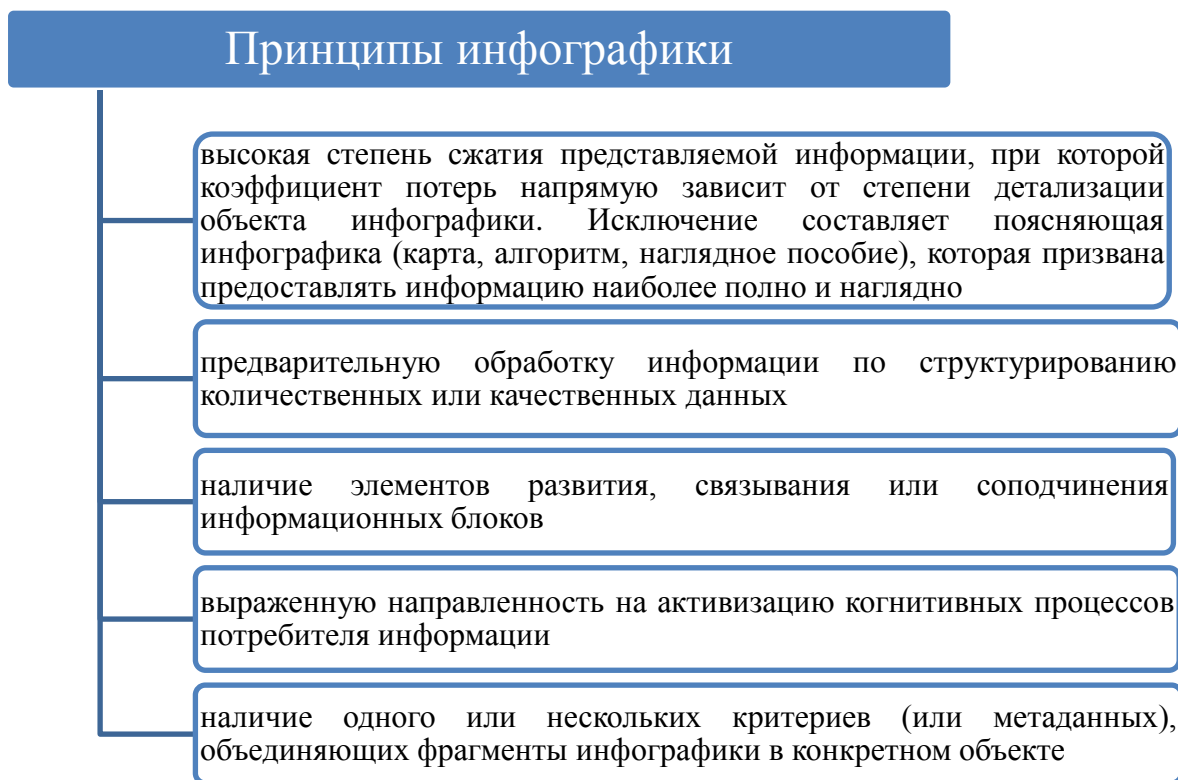 Принципы инфографики
высокая степень сжатия представляемой информации, при которой
коэффициент потерь напрямую зависит от степени детализации
объекта инфографики. Исключение составляет поясняющая
инфографика (карта, алгоритм, наглядное пособие), которая призвана
предоставлять информацию наиболее полно и наглядно
предварительную обработку информации по структурированию
количественных или качественных данных
наличие элементов развития, связывания или соподчинения
информационных блоков
выраженную направленность на активизацию когнитивных процессов
потребителя информации
наличие одного или нескольких критериев (или метаданных),
объединяющих фрагменты инфографики в конкретном объекте